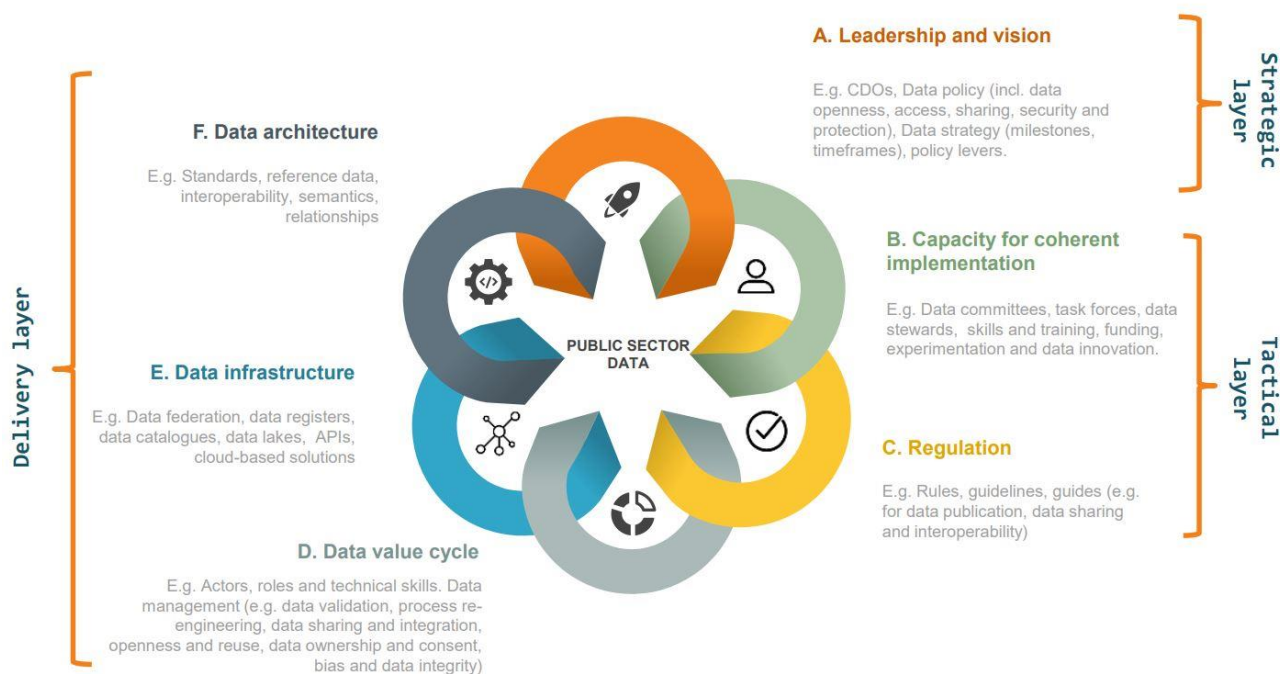 A. Leadership and vision
E.g. CDOs, Data policy (incl. data
openness, access, sharing, security and
protection), Data strategy (milestones,
timeframes), policy levers.
Strategic
layer
B. Capacity for coherent
implementation
E.g. Data committees, task forces, data
stewards, skills and training, funding,
experimentation and data innovation.
C. Regulation
E.g. Rules, guidelines, guides (e.g.
for data publication, data sharing
and interoperability)
Tactical
layer
D. Data value cycle
E.g. Actors, roles and technical skills. Data
management (e.g. data validation, process re-
engineering, data sharing and integration,
openness and reuse, data ownership and consent,
bias and data integrity)
E. Data infrastructure
E.g. Data federation, data registers,
data catalogues, data lakes, APIs,
cloud-based solutions
F. Data architecture
E.g. Standards, reference data,
interoperability, semantics,
relationships
Delivery layer
PUBLIC SECTOR
DATA
</>